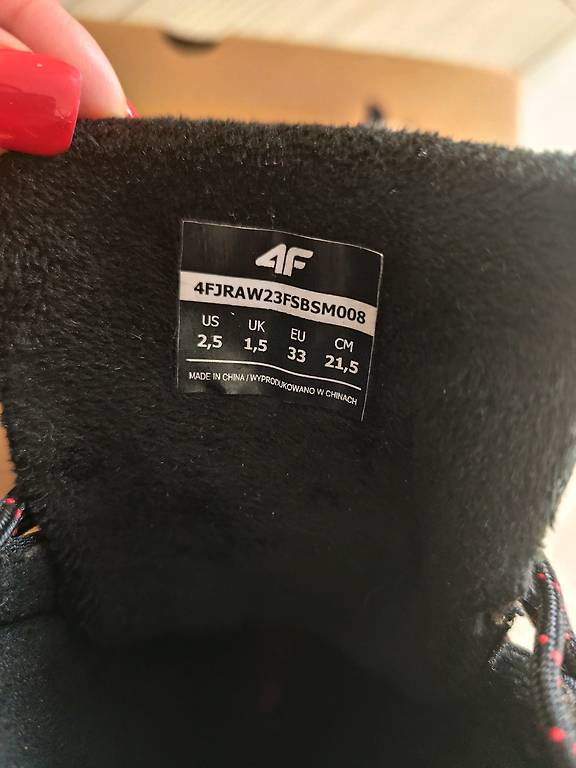 4F
4FJRAW23FSBSM008
US UK EU CM
2,5 1,5 33 21,5
MADE IN CHINA / WYPRODUKOWANO W CHINACH